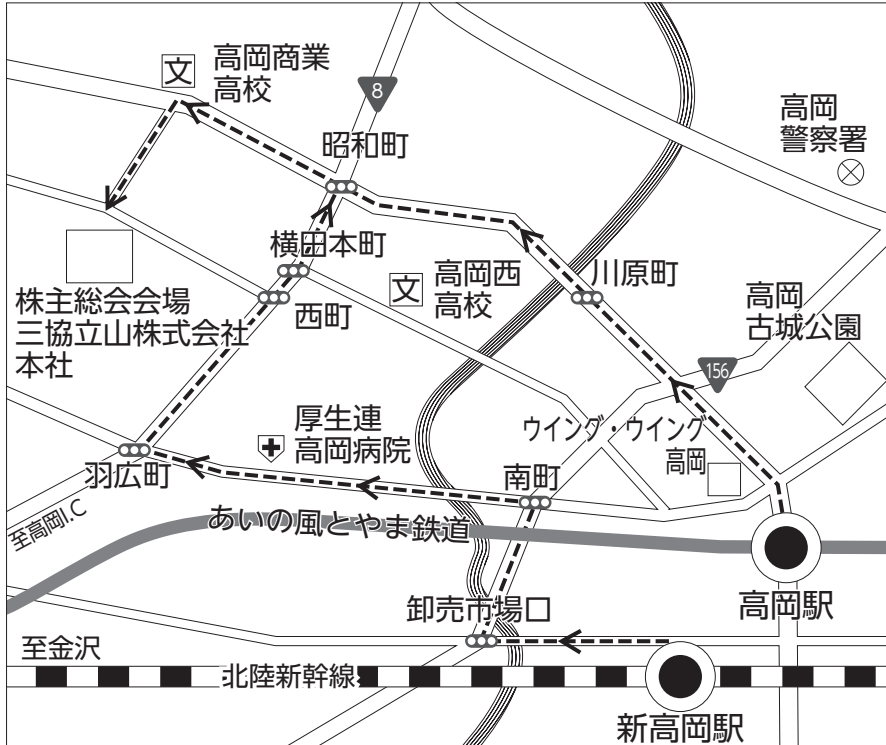 文
高岡商業
高校
8
昭和町
高岡
警察署
横田本町
文
高岡西
高校
川原町
西町
株主総会会場
三協立山株式会社
本社
高岡
古城公園
156
厚生連
高岡病院
ウインダ・ウイング
高岡
羽広町
南町
至高岡I.C
あいの風とやま鉄道
卸売市場口
高岡駅
至金沢
北陸新幹線
新高岡駅